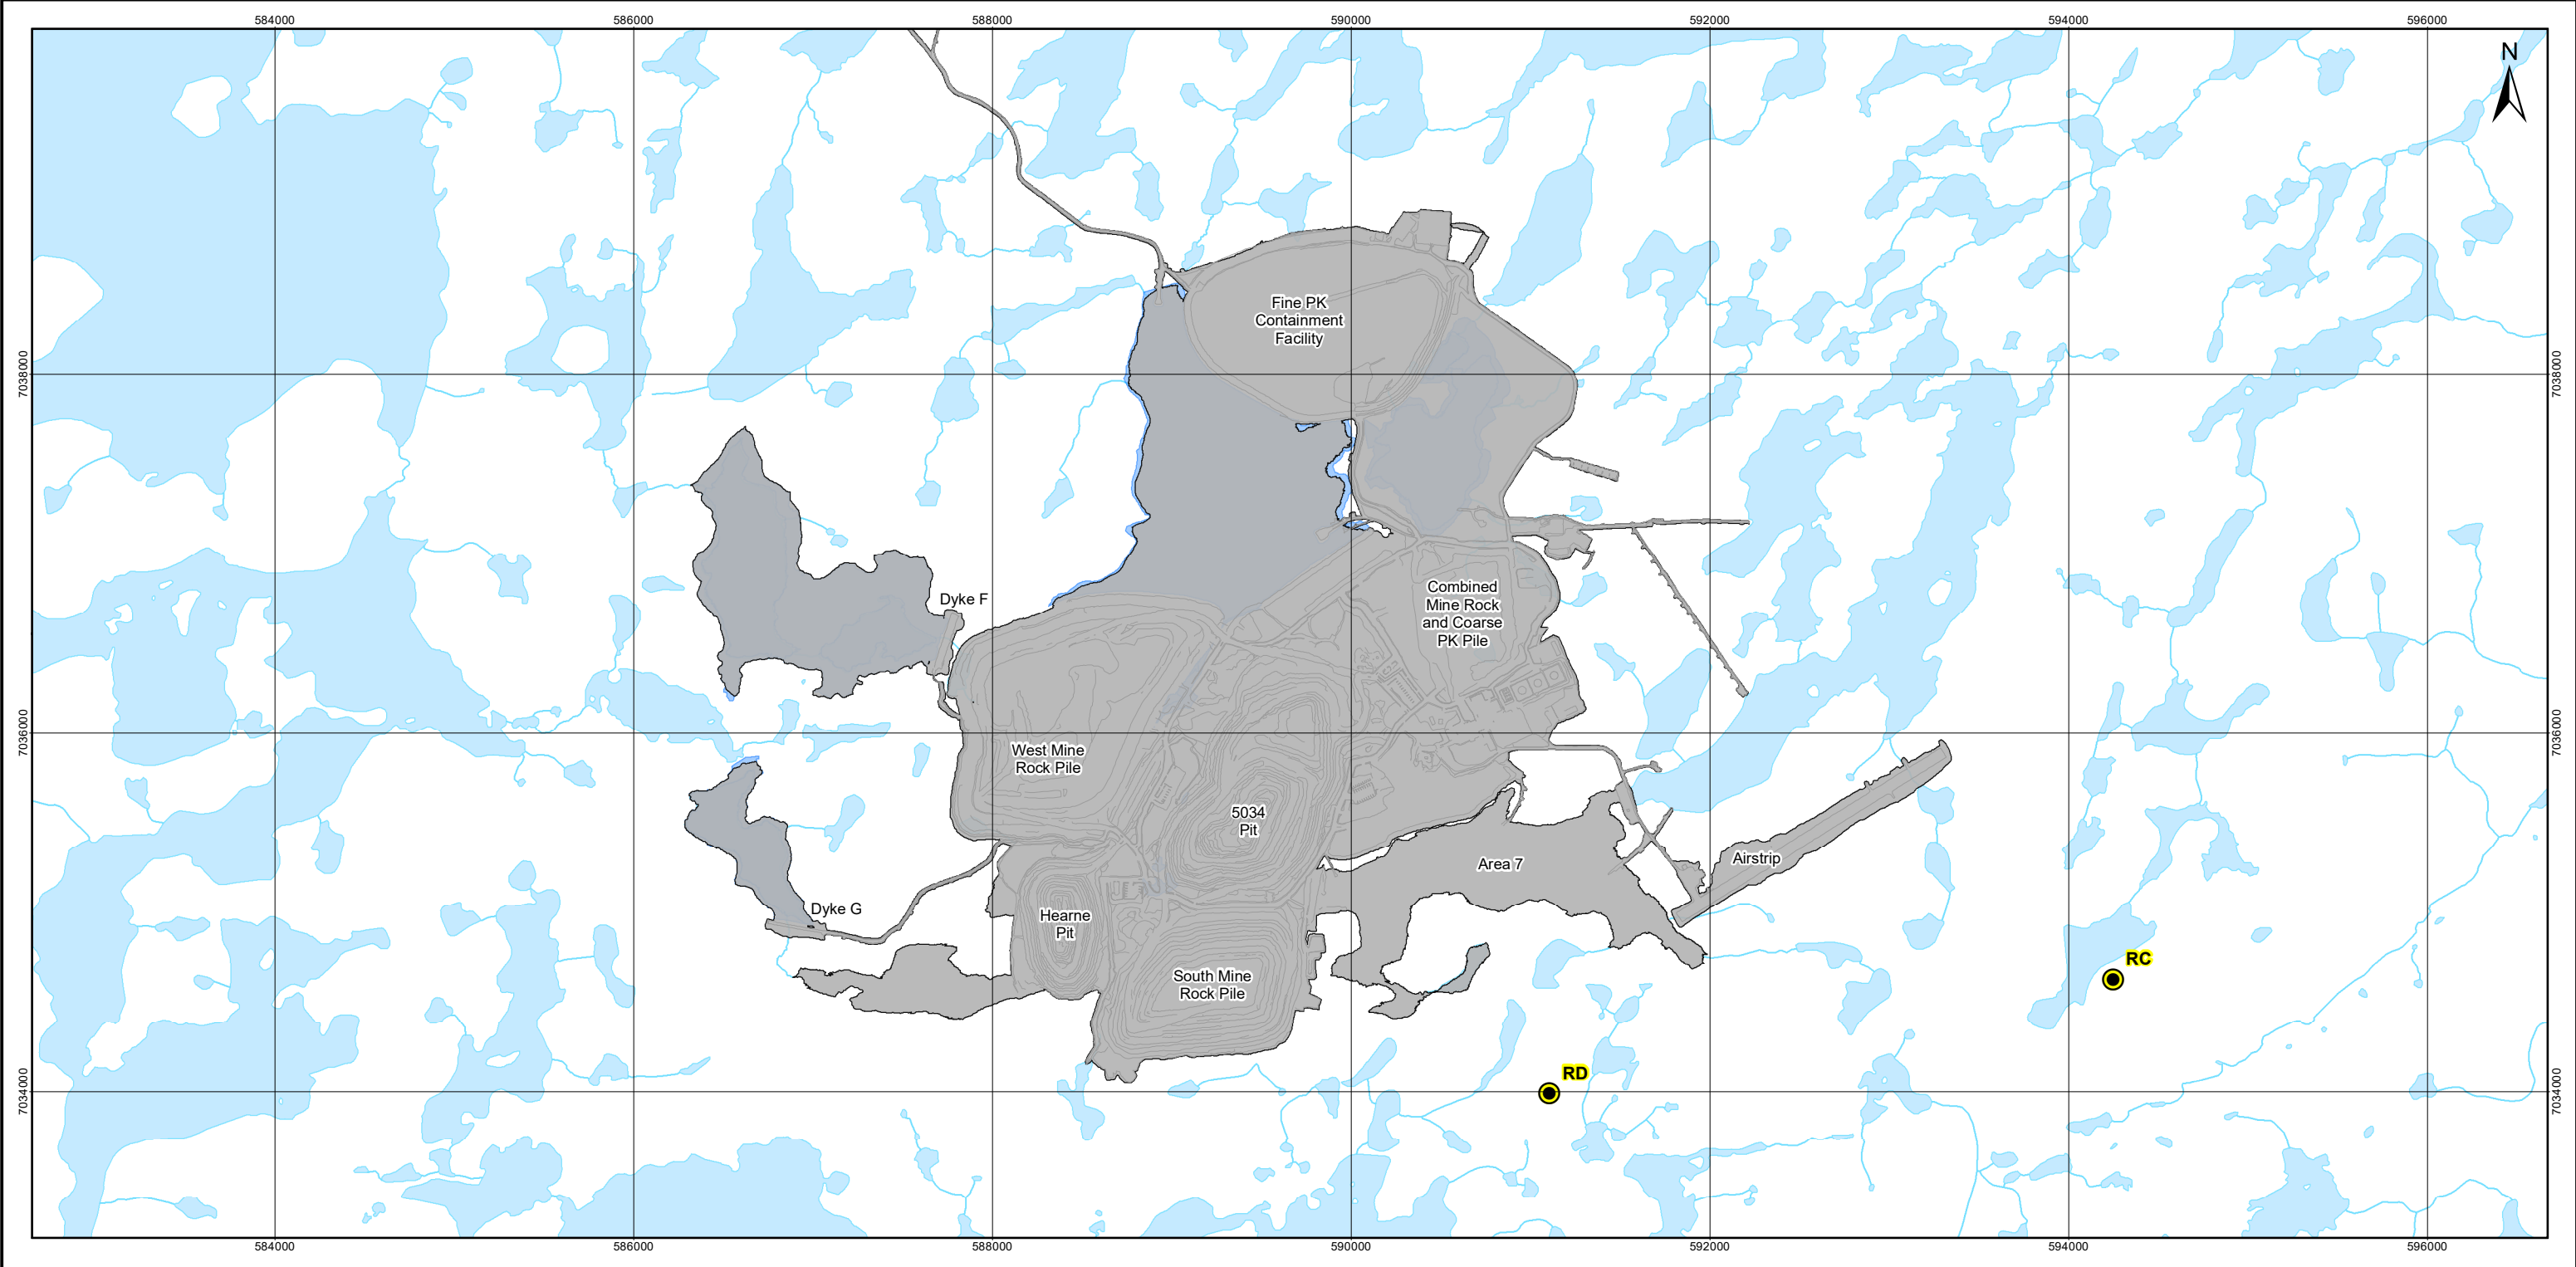 584000 586000 588000 590000 592000 594000 596000
N
Fine PK
Containment
Facility
7038000 7038000
Dyke F
Combined
Mine Rock
and Coarse
PK Pile
7036000 7036000
West Mine
Rock Pile
5034
Pit
Area 7
Airstrip
Dyke G
Hearne
Pit
South Mine
Rock Pile
RC
RD
7034000 7034000
584000 586000 588000 590000 592000 594000 596000